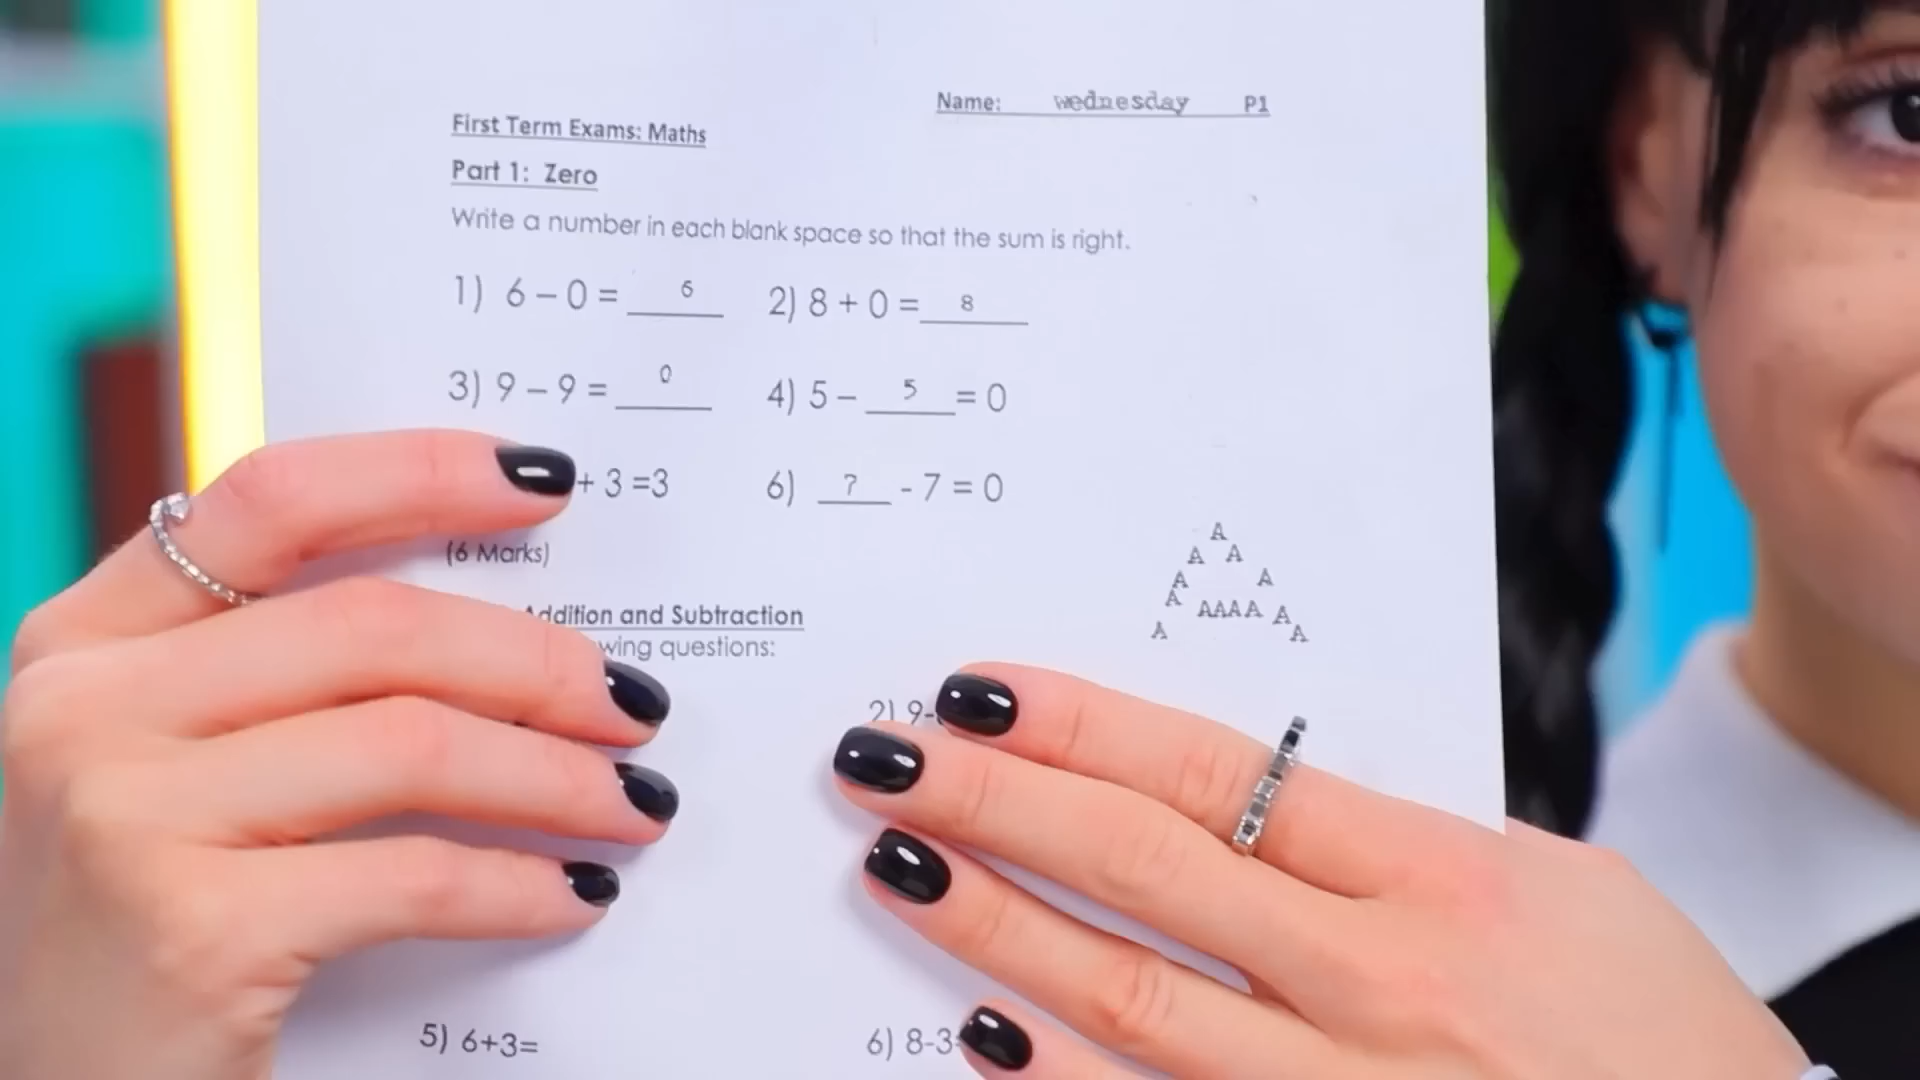 Name: wednesday P1
First Term Exams: Maths
Part 1: Zero
Write a number in each blank space so that the sum is right.
1) 6 – 0 = 6 2) 8 + 0 = 8
3) 9 – 9 = 0 4) 5 – 5 = 0
+ 3 =3 6) ? - 7 = 0
(6 Marks)
A
A A
A A
A AAAA A
A A
Addition and Subtraction
questions:
2) 9-
5) 6+3= 6) 8-3